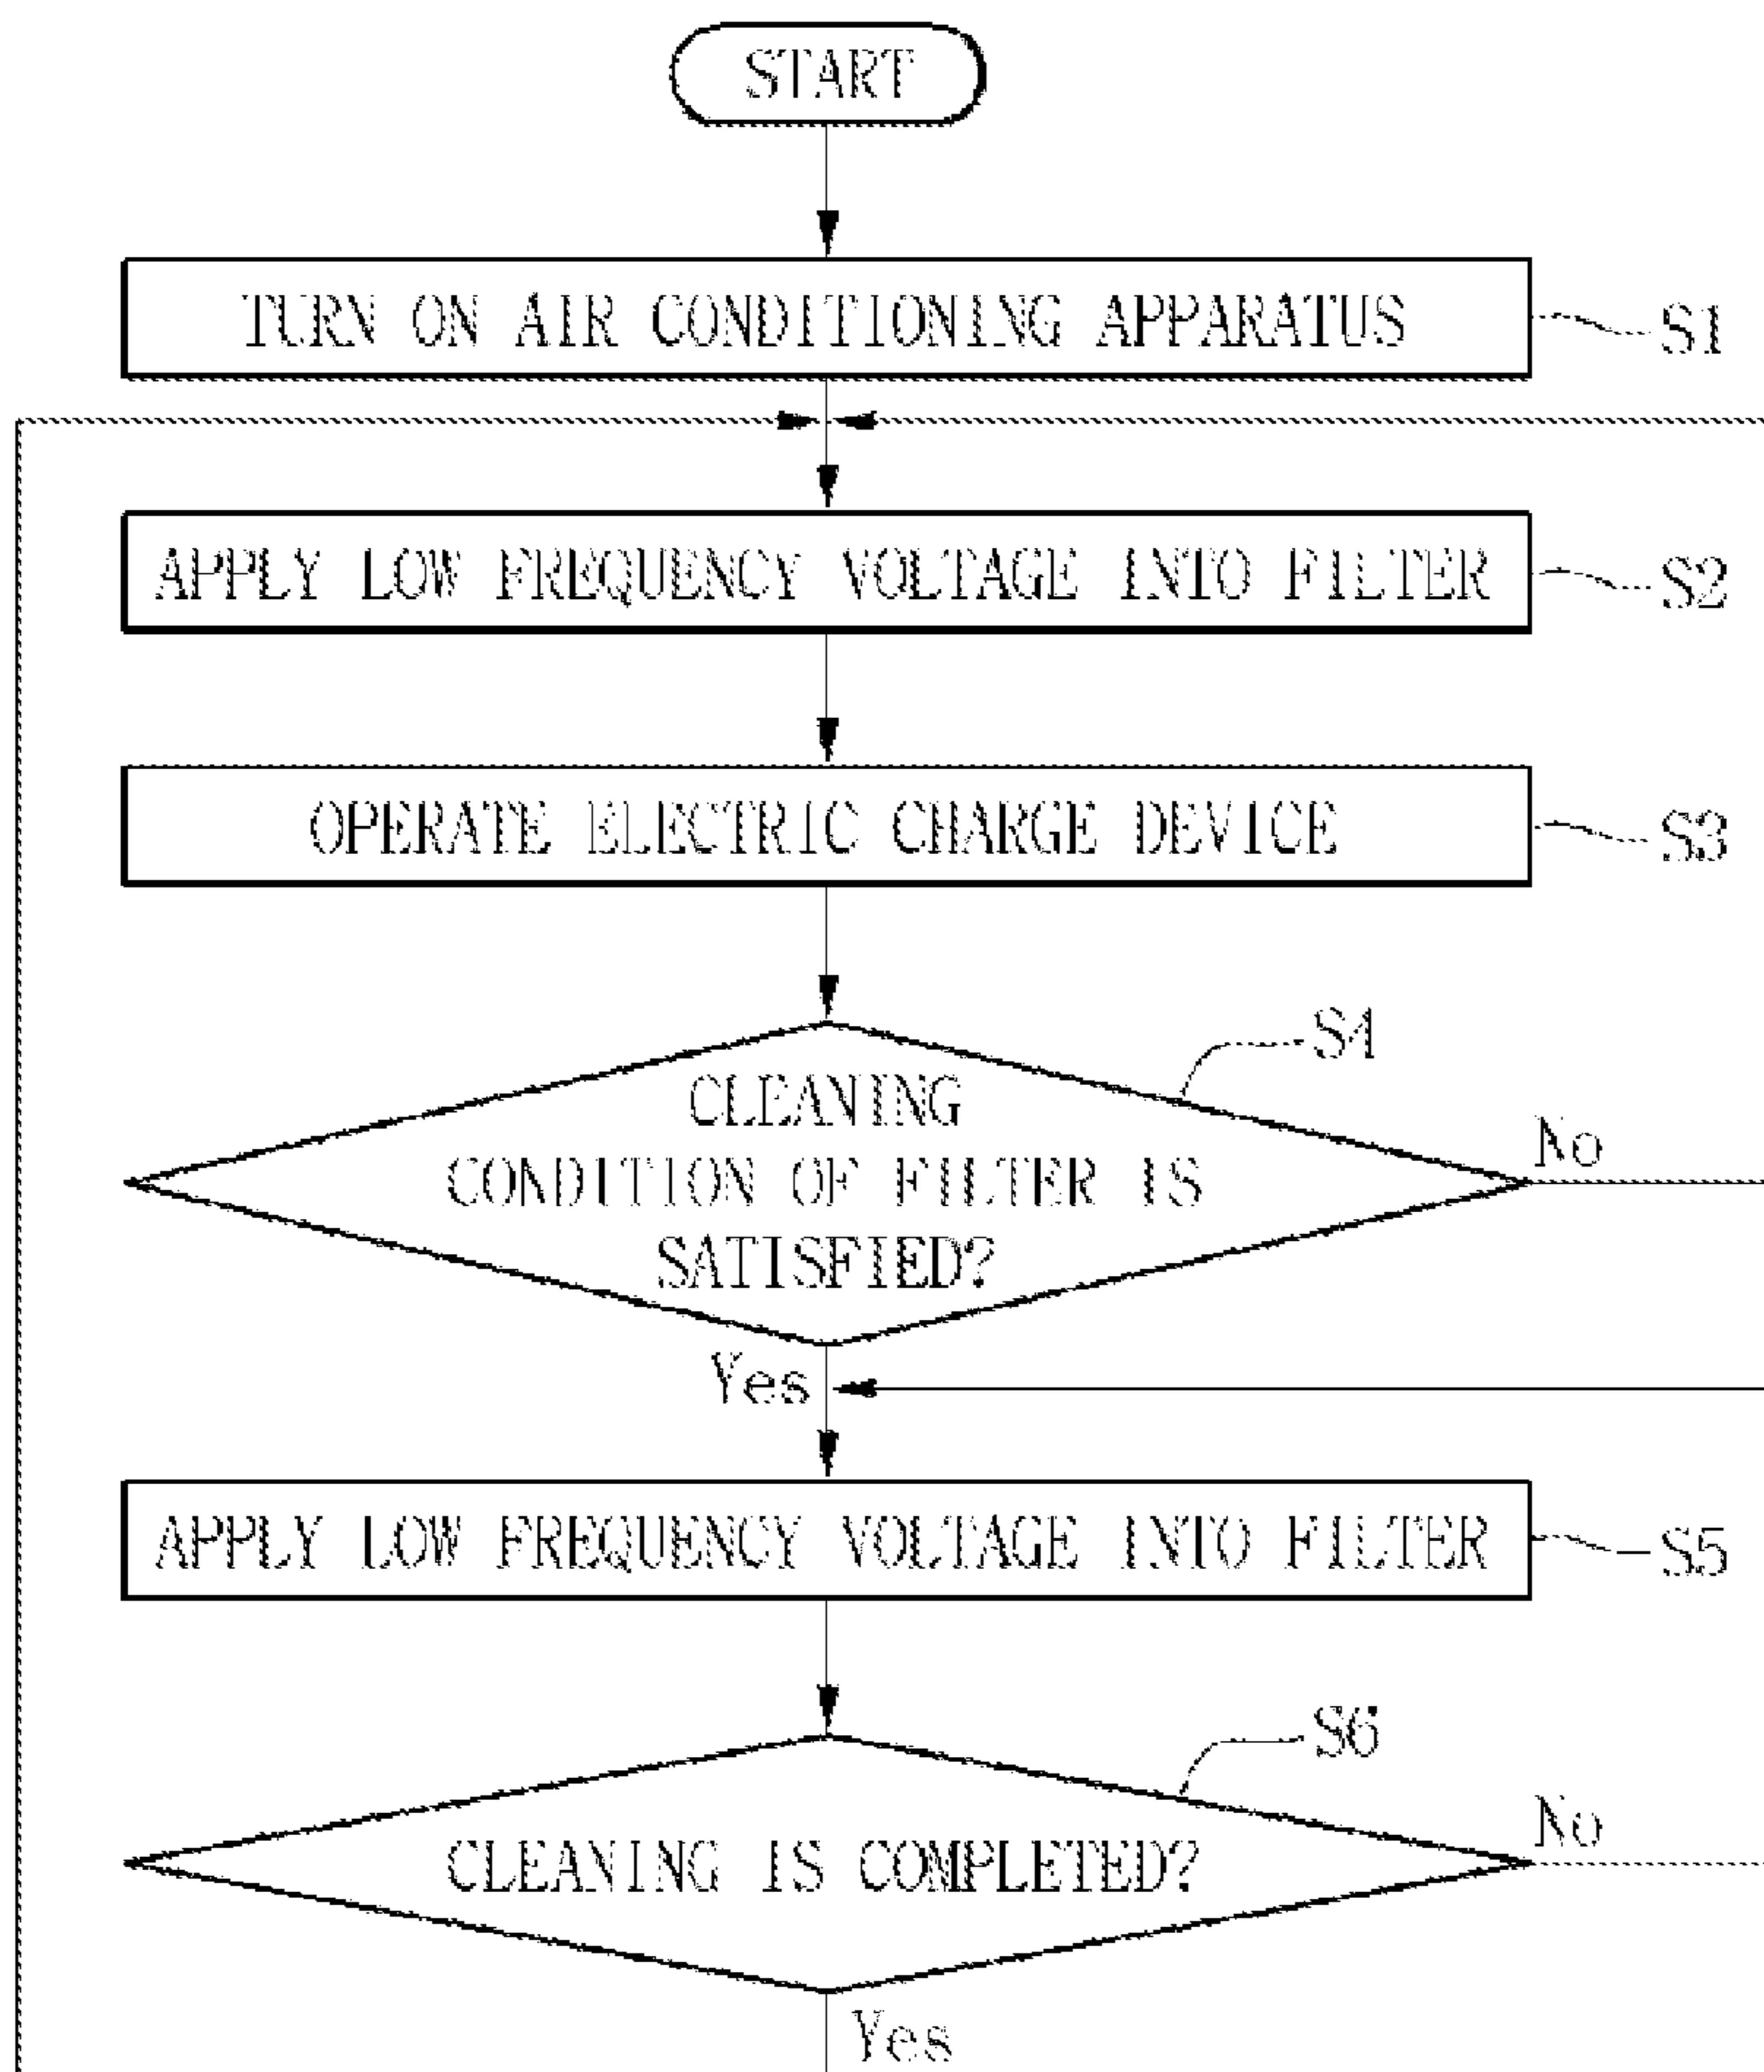 START
TURN ON AIR CONDITIONING APPARATUS
S1
APPLY LOW FREQUENCY VOLTAGE INTO FILTER
S2
OPERATE ELECTRIC CHARGE DEVICE
S3
S4
CLEANING
CONDITION OF FILTER IS
SATISFIED?
No
Yes
APPLY LOW FREQUENCY VOLTAGE INTO FILTER
S5
S6
CLEANING IS COMPLETED?
No
Yes